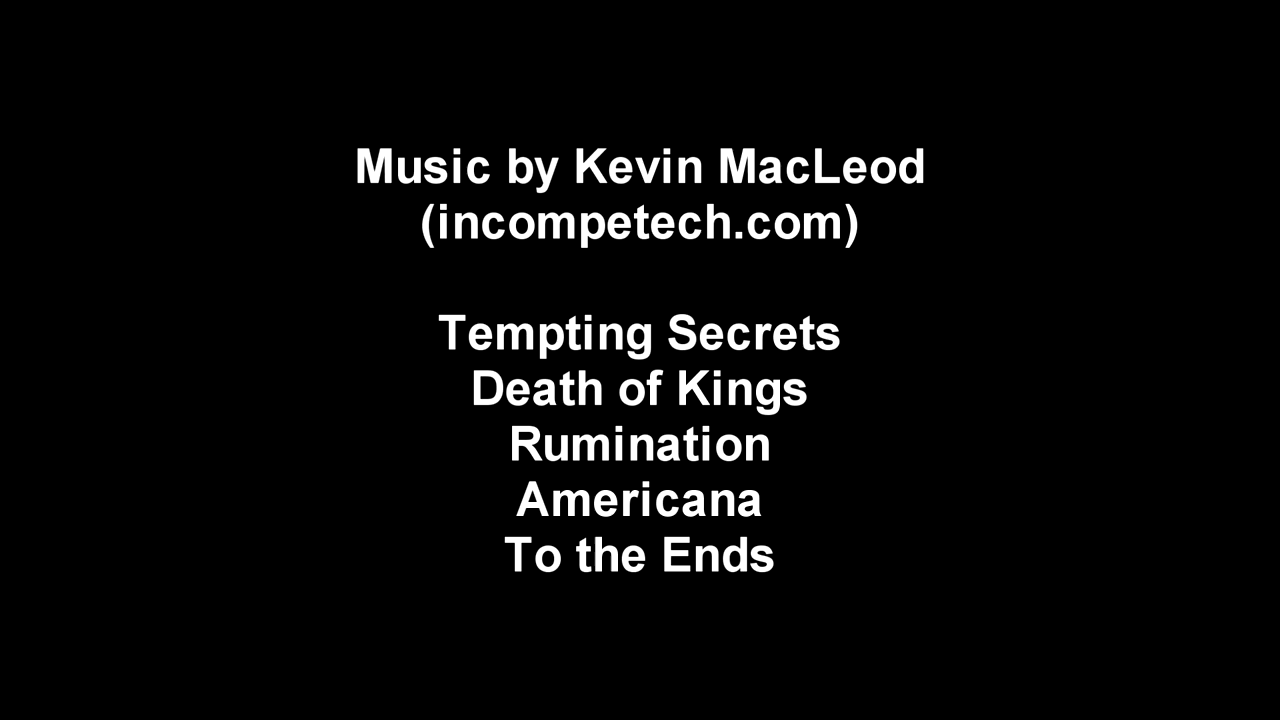 Music by Kevin MacLeod
(incompetech.com)
Tempting Secrets
Death of Kings
Rumination
Americana
To the Ends